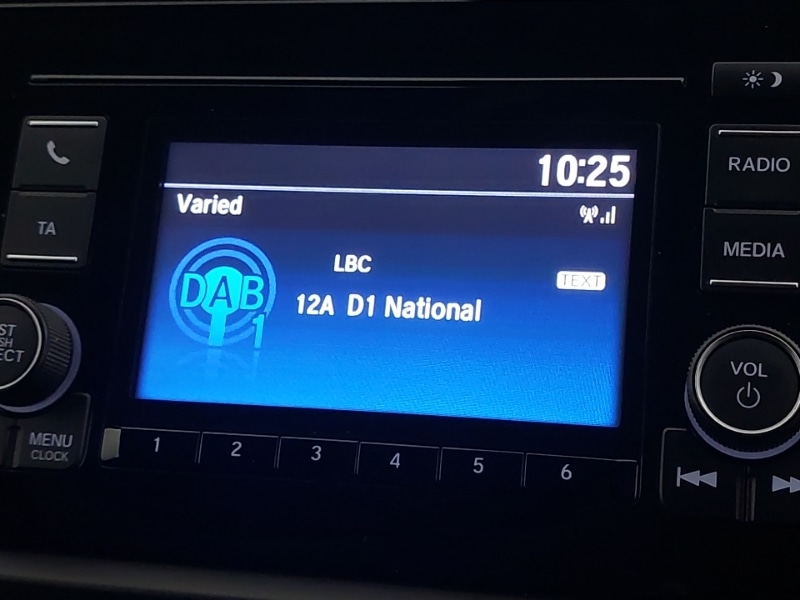 10:25
Varied
DAB
1
LBC
TEXT
12A D1 National
TA
RADIO
MEDIA
VOL
MENU
CLOCK
1
2
3
4
5
6